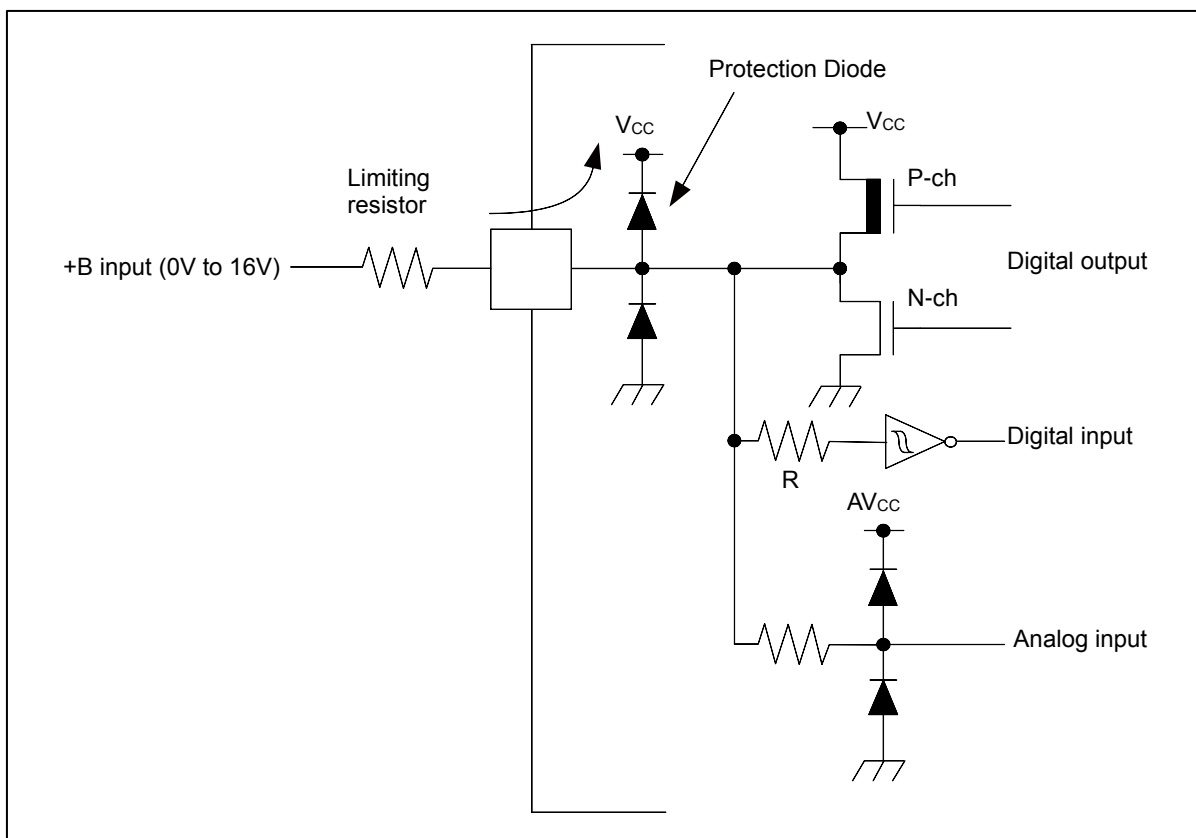 Protection Diode
VCC
VCC
Limiting
resistor
P-ch
+B input (0V to 16V)
Digital output
N-ch
Digital input
R
AVCC
Analog input